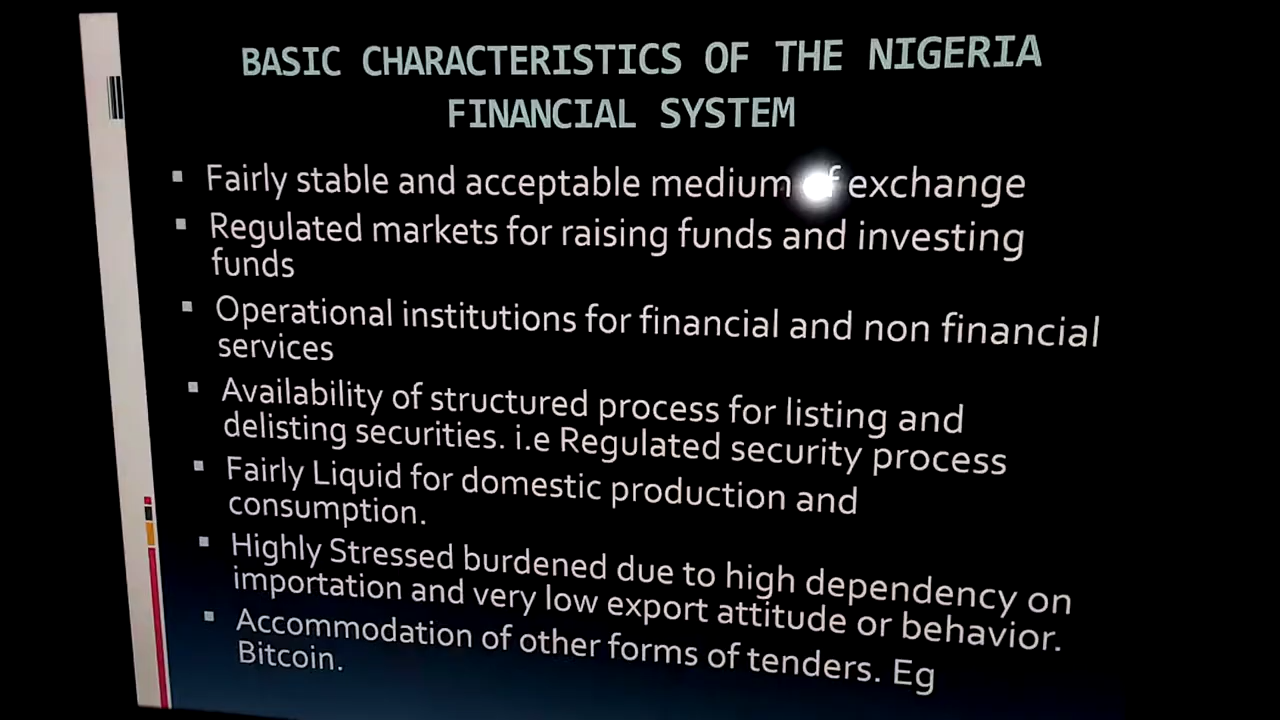 BASIC CHARACTERISTICS OF THE NIGERIA
FINANCIAL SYSTEM
▪ Fairly stable and acceptable medium of exchange
▪ Regulated markets for raising funds and investing
funds
▪ Operational institutions for financial and non financial
services
▪ Availability of structured process for listing and
delisting securities. i.e Regulated security process
▪ Fairly Liquid for domestic production and
consumption.
▪ Highly Stressed burdened due to high dependency on
importation and very low export attitude or behavior.
▪ Accommodation of other forms of tenders. Eg
Bitcoin.